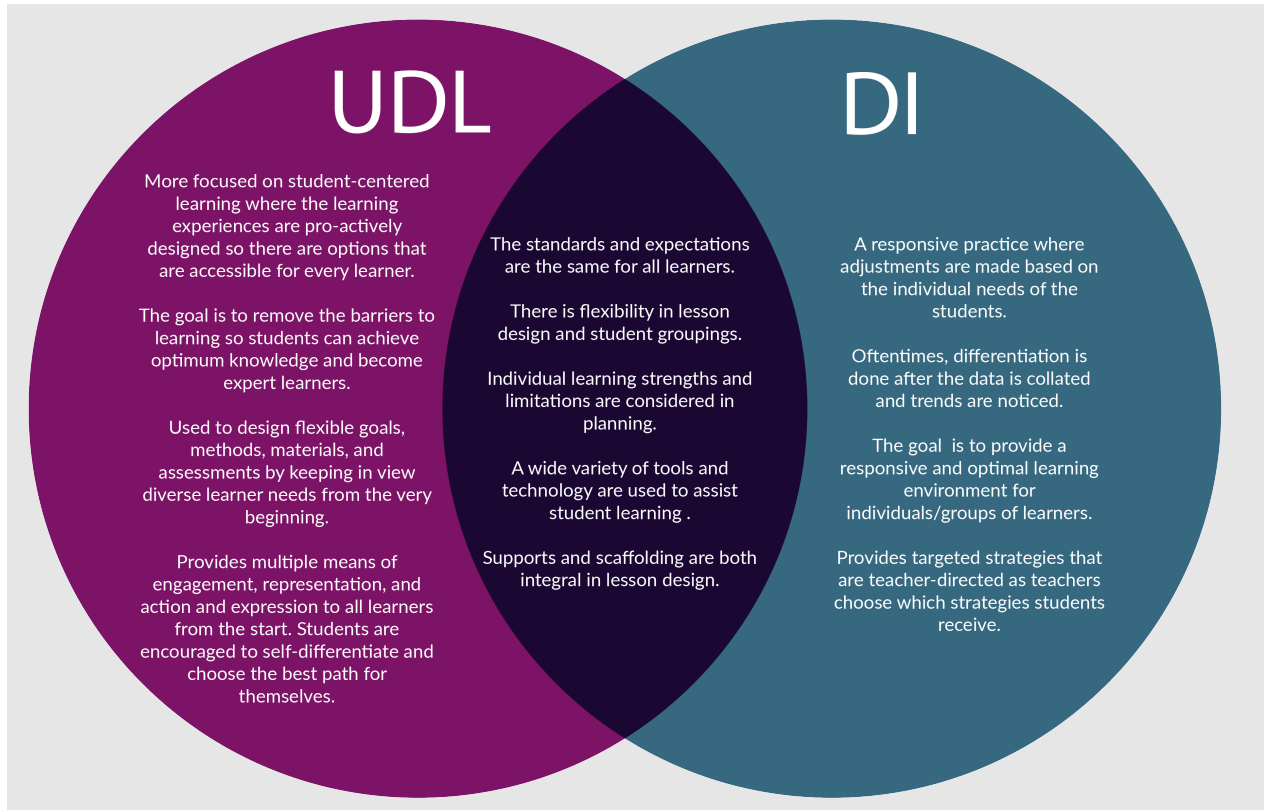 UDL
More focused on student-centered
learning where the learning
experiences are pro-actively
designed so there are options that
are accessible for every learner.
The goal is to remove the barriers to
learning so students can achieve
optimum knowledge and become
expert learners.
Used to design flexible goals,
methods, materials, and
assessments by keeping in view
diverse learner needs from the very
beginning.
Provides multiple means of
engagement, representation, and
action and expression to all learners
from the start. Students are
encouraged to self-differentiate and
choose the best path for
themselves.
The standards and expectations
are the same for all learners.
There is flexibility in lesson
design and student groupings.
Individual learning strengths and
limitations are considered in
planning.
A wide variety of tools and
technology are used to assist
student learning .
Supports and scaffolding are both
integral in lesson design.
DI
A responsive practice where
adjustments are made based on
the individual needs of the
students.
Oftentimes, differentiation is
done after the data is collated
and trends are noticed.
The goal  is to provide a
responsive and optimal learning
environment for
individuals/groups of learners.
Provides targeted strategies that
are teacher-directed as teachers
choose which strategies students
receive.